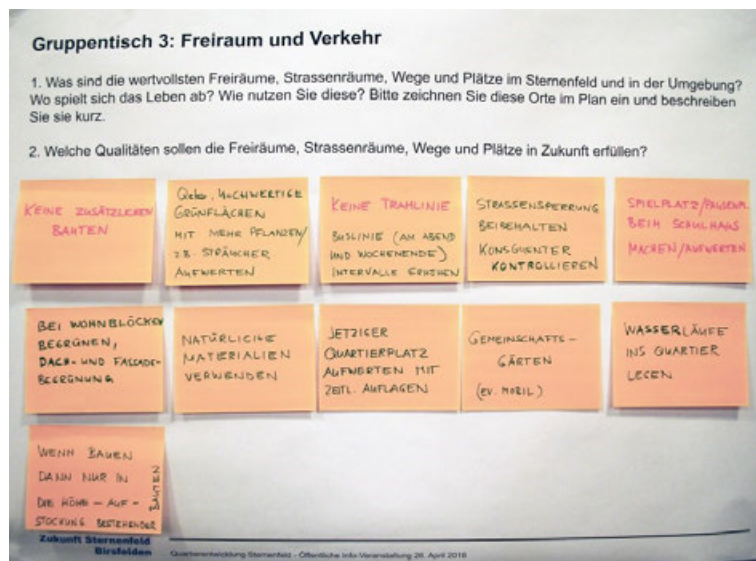 Gruppentisch 3: Freiraum und Verkehr
1. Was sind die wertvollsten Freiräume, Strassenräume, Wege und Plätze im Sternenfeld und in der Umgebung?
Wo spielt sich das Leben ab? Wie nutzen Sie diese? Bitte zeichnen Sie diese Orte im Plan ein und beschreiben
Sie sie kurz.
2. Welche Qualitäten sollen die Freiräume, Strassenräume, Wege und Plätze in Zukunft erfüllen?
KEINE ZUSÄTZLICHEN
BAUTEN
HOCHWERTIGE
GRÜNFLÄCHEN
MIT MEHR PFLANZEN/
Z.B. STRÄUCHER
AUFWERTEN
KEINE TRAMLINIE
BUSLINIE (AM ABEND
UND WOCHENENDE)
INTERVALLE ERHÖHEN
STRASSENSPERRUNG
BEIBEHALTEN
KONSQUENTER
KONTROLLIEREN
SPIELPLATZ/PAUSENPL.
BEIM SCHULHAUS
MACHEN/AUFWERTEN
BEI WOHNBLÖCKEN
BEGRÜNEN,
DACH- UND FASSADE-
BEGRÜNUNG
NATÜRLICHE
MATERIALIEN
VERWENDEN
JETZIGER
QUARTIERPLATZ
AUFWERTEN MIT
ZEITL. AUFLAGEN
GEMEINSCHAFTS-
GÄRTEN
(EV. MOBIL)
WASSERLÄUFE
INS QUARTIER
LEGEN
WENN BAUEN
DANN NUR IN
DIE HÖHE - AUF-
STOCKUNG BESTEHENDER
BAUTEN
Zukunft Sternenfeld
Birsfelden
Quartierentwicklung Sternenfeld - Öffentliche Info-Veranstaltung 26. April 2016